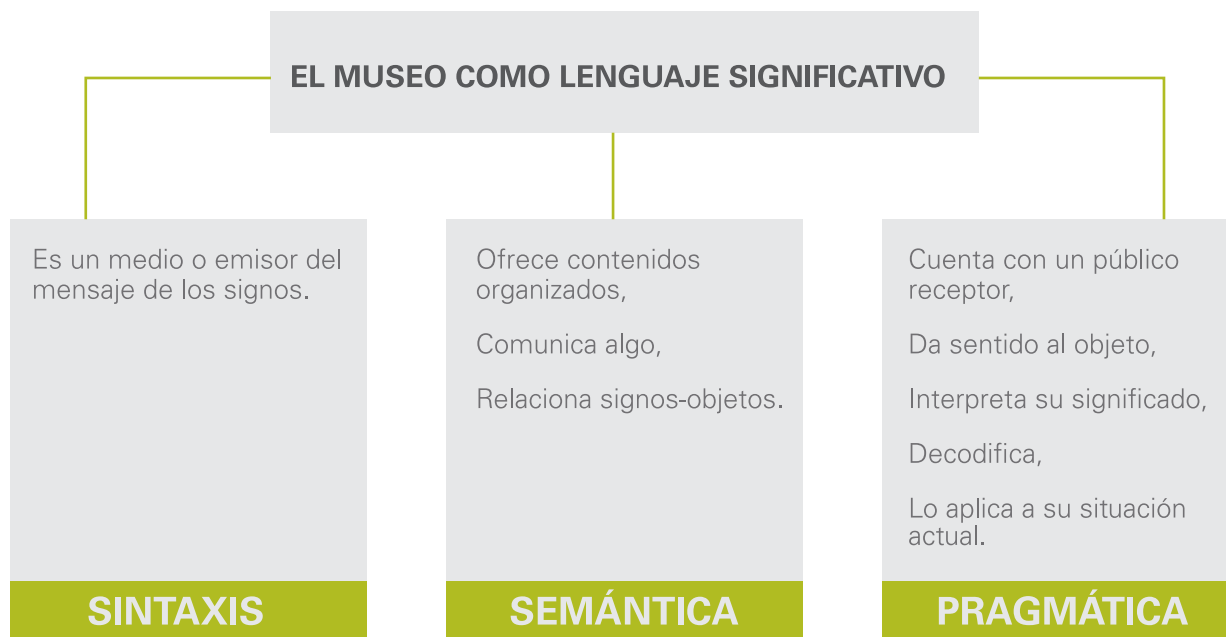 EL MUSEO COMO LENGUAJE SIGNIFICATIVO
Es un medio o emisor del
mensaje de los signos.
SINTAXIS
Ofrece contenidos
organizados,
Comunica algo,
Relaciona signos-objetos.
SEMÁNTICA
Cuenta con un público
receptor,
Da sentido al objeto,
Interpreta su significado,
Decodifica,
Lo aplica a su situación
actual.
PRAGMÁTICA